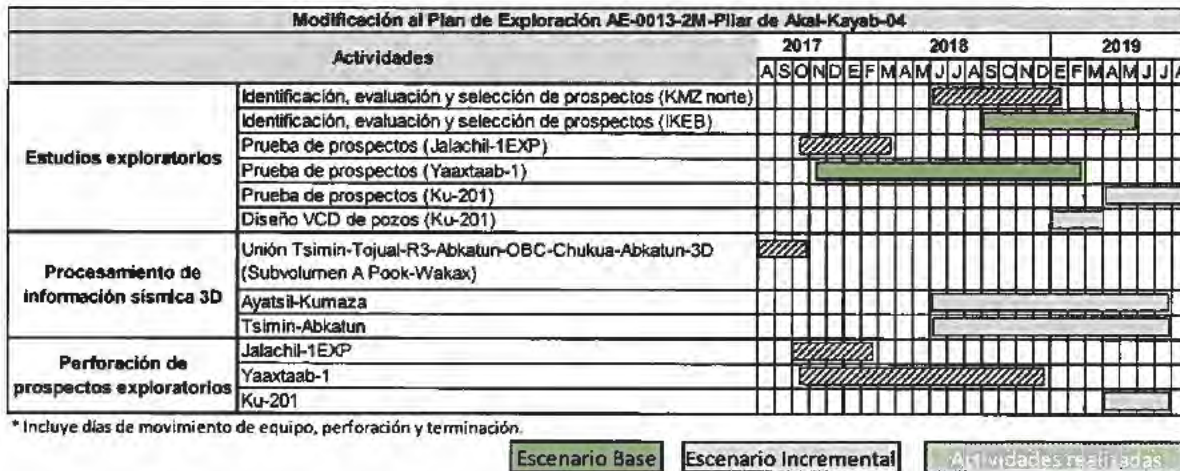 Modificación al Plan de Exploración AE-0013-2M-Pilar de Akal-Kayab-04
Actividades
2017 2018 2019
A S O N D E F M A M J J A S O N D E F M A M J J A
Estudios exploratorios
Identificación, evaluación y selección de prospectos (KMZ norte)
Identificación, evaluación y selección de prospectos (IKEB)
Prueba de prospectos (Jalachil-1EXP)
Prueba de prospectos (Yaaxtaab-1)
Prueba de prospectos (Ku-201)
Diseño VCD de pozos (Ku-201)
Procesamiento de
información sísmica 3D
Unión Tsimin-Tojual-R3-Abkatun-OBC-Chukua-Abkatun-3D
(Subvolumen A Pook-Wakax)
Ayatsil-Kumaza
Tsimin-Abkatun
Perforación de
prospectos exploratorios
Jalachil-1EXP
Yaaxtaab-1
Ku-201
* Incluye días de movimiento de equipo, perforación y terminación.
Escenario Base Escenario Incremental Actividades realizadas